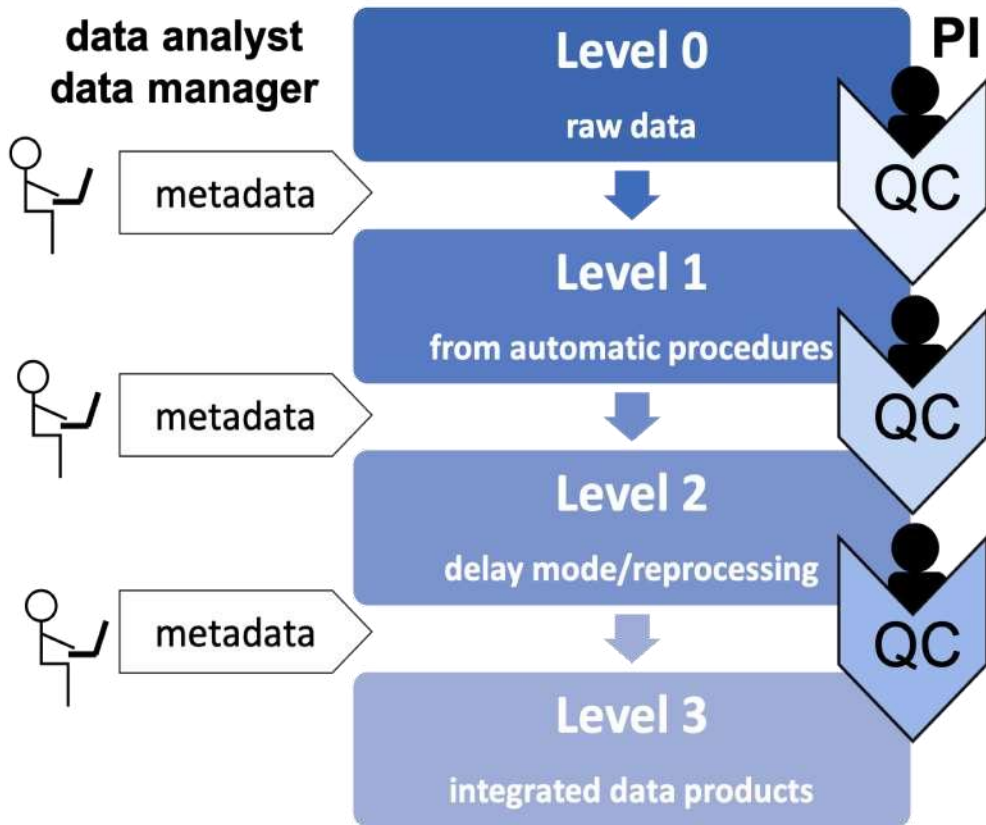 data analyst
data manager
PI
Level 0
raw data
metadata
QC
Level 1
from automatic procedures
metadata
QC
Level 2
delay mode/reprocessing
metadata
QC
Level 3
integrated data products